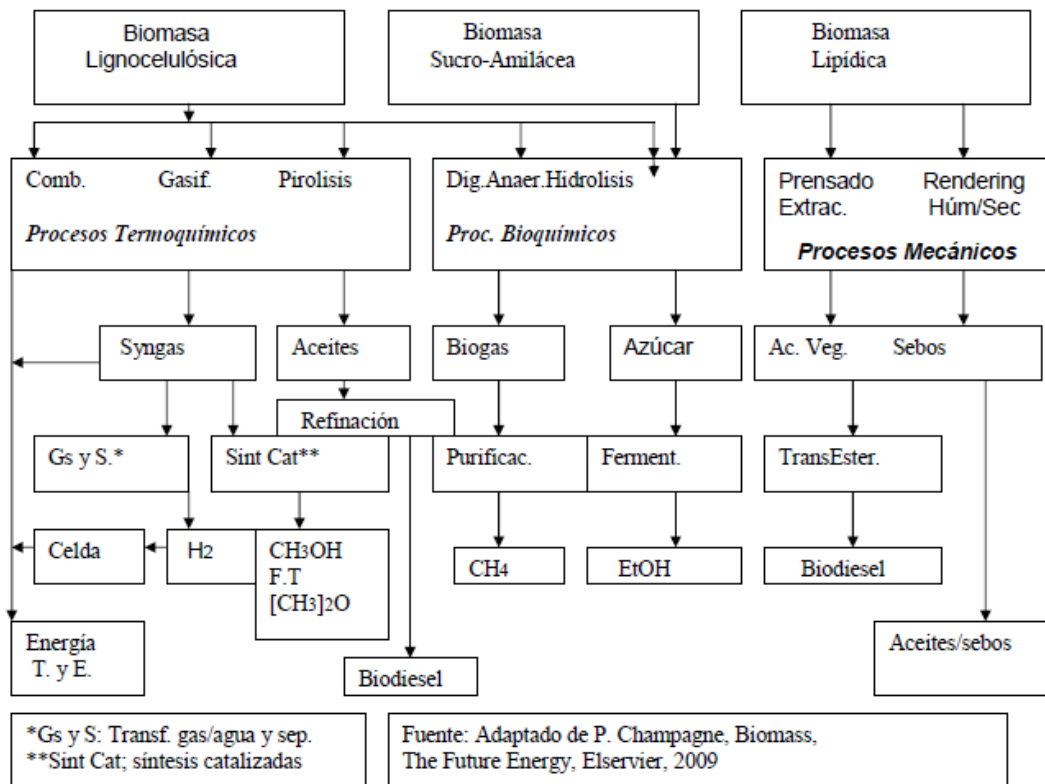 Biomasa
Lignocelulósica
Biomasa
Sucro-Amilácea
Biomasa
Lipídica
Comb. Gasif. Pirolisis
Procesos Termoquímicos
Dig.Anaer.Hidrolisis
Proc. Bioquímicos
Prensado Rendering
Extrac. Húm/Sec
Procesos Mecánicos
Syngas
Aceites
Biogas
Azúcar
Ac. Veg. Sebos
Refinación
Gs y S.*
Sint Cat**
Purificac.
Ferment.
TransEster.
Celda
H2
CH3OH
F.T
[CH3]2O
CH4
EtOH
Biodiesel
Energía
T. y E.
Biodiesel
Aceites/sebos
*Gs y S: Transf. gas/agua y sep.
**Sint Cat; síntesis catalizadas
Fuente: Adaptado de P. Champagne, Biomass,
The Future Energy, Elservier, 2009